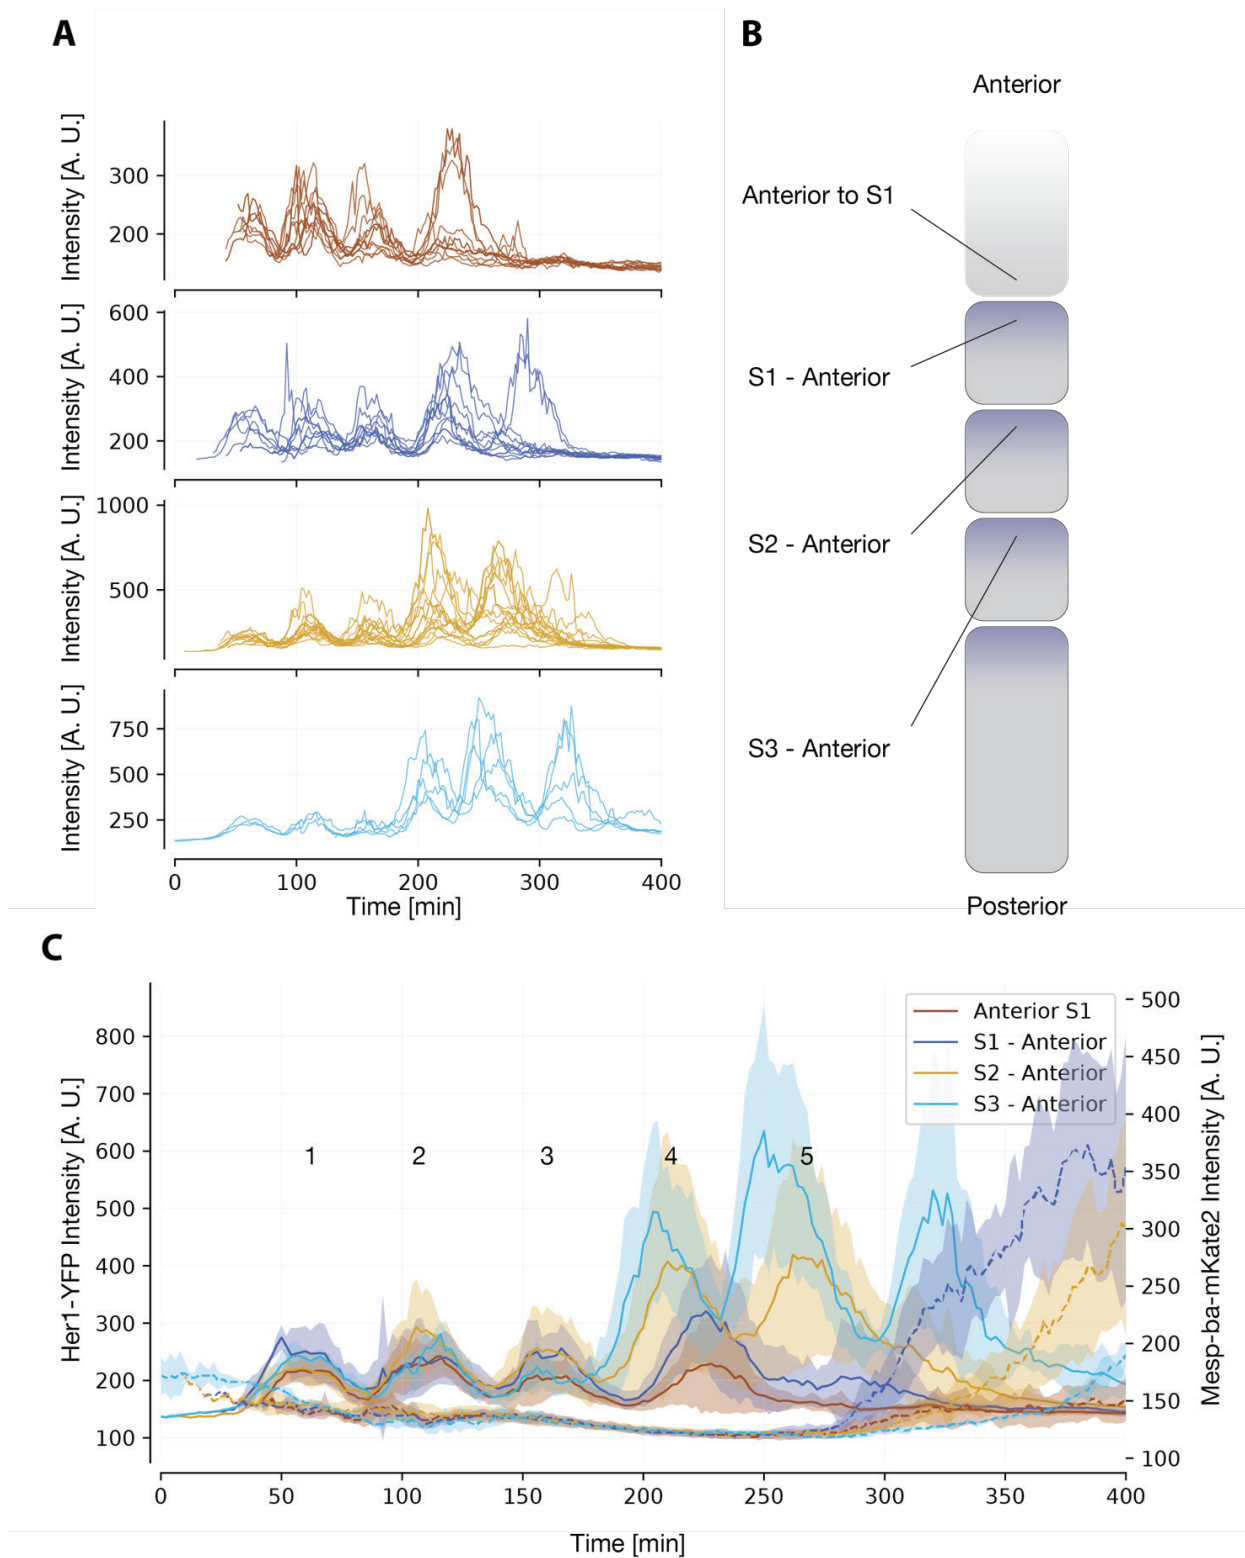 A
B
Intensity [A. U.]
300
200
Intensity [A. U.]
600
400
200
Intensity [A. U.]
1000
500
Intensity [A. U.]
750
500
250
0 100 200 300 400
Time [min]
Anterior
Anterior to S1
S1 - Anterior
S2 - Anterior
S3 - Anterior
Posterior
C
Her1-YFP Intensity [A. U.]
800
700
600
500
400
300
200
100
1 2 3 4 5
Anterior S1
S1 - Anterior
S2 - Anterior
S3 - Anterior
500
450
400
350
300
250
200
150
100
Mesp-ba-mKate2 Intensity [A. U.]
0 50 100 150 200 250 300 350 400
Time [min]